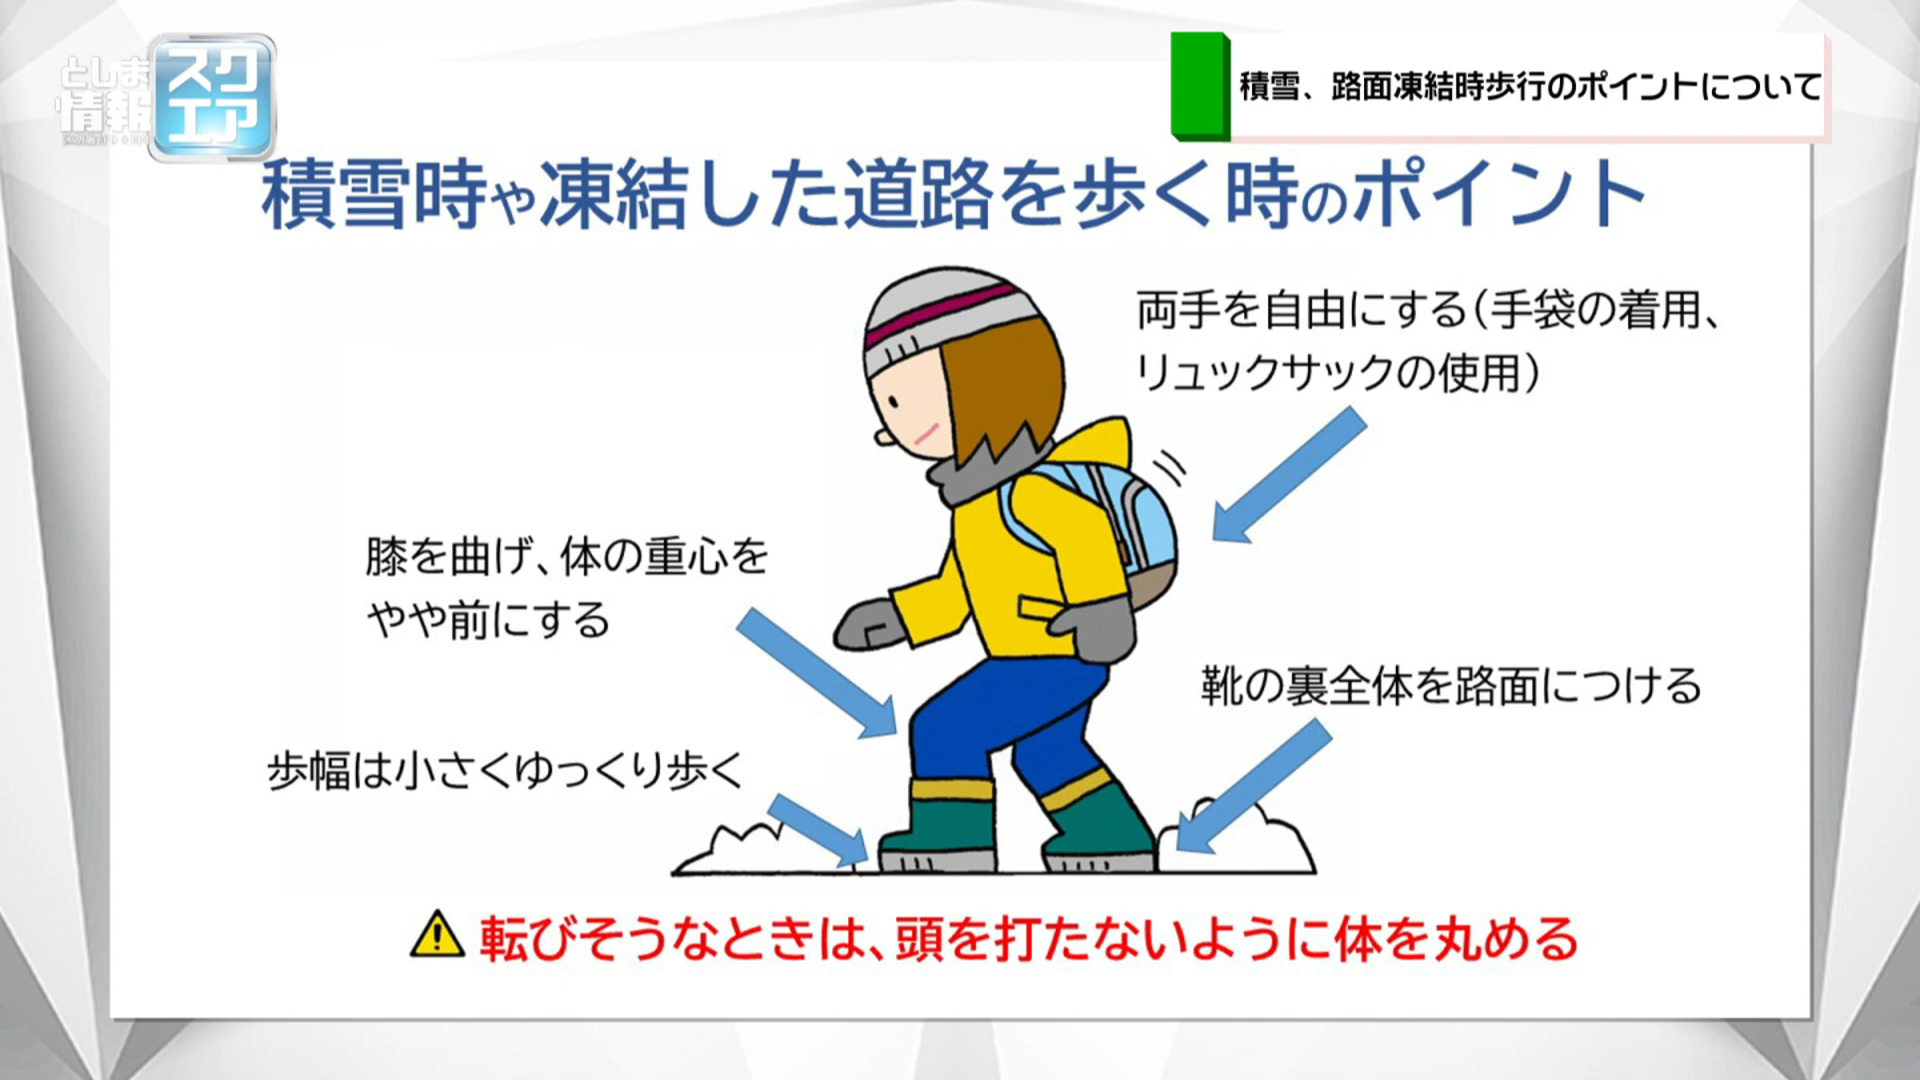 としま
情報
スク
エア
積雪、路面凍結時歩行のポイントについて
積雪時や凍結した道路を歩く時のポイント
両手を自由にする（手袋の着用、
リュックサックの使用）
膝を曲げ、体の重心を
やや前にする
靴の裏全体を路面につける
歩幅は小さくゆっくり歩く
転びそうなときは、頭を打たないように体を丸める